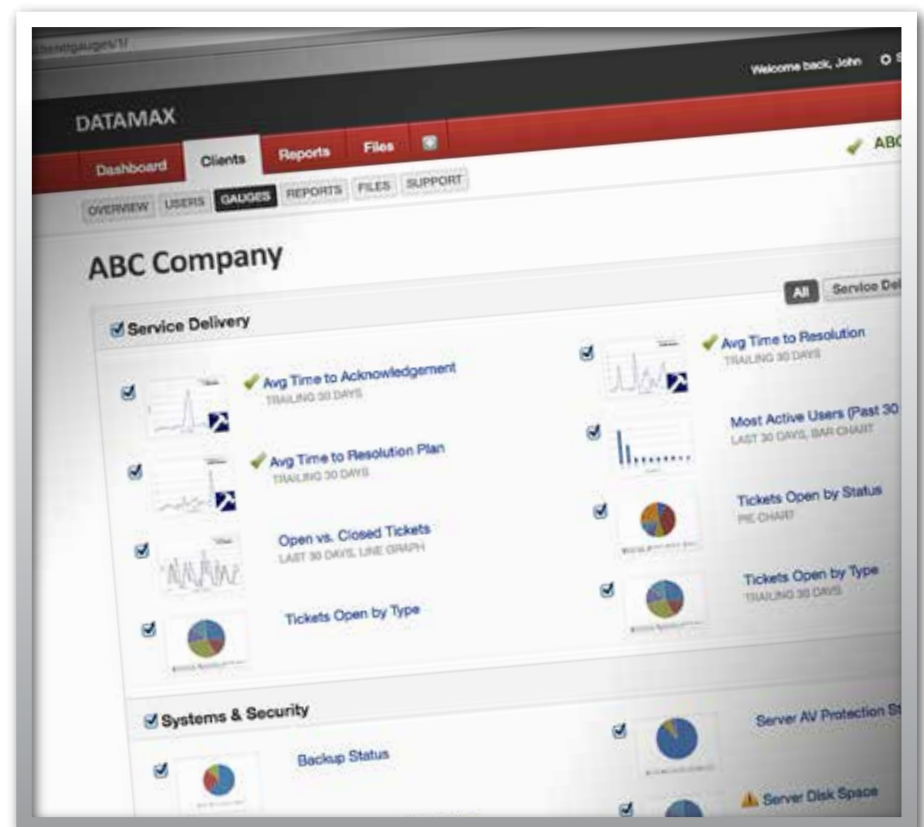 Welcome back, John
DATAMAX
Dashboard Clients Reports Files
ABC
OVERVIEW USERS GAUGES REPORTS FILES SUPPORT
ABC Company
All Service Del
Service Delivery
Avg Time to Acknowledgement
TRAILING 30 DAYS
Avg Time to Resolution
TRAILING 30 DAYS
Avg Time to Resolution Plan
TRAILING 30 DAYS
Most Active Users (Past 30
LAST 30 DAYS, BAR CHART
Open vs. Closed Tickets
LAST 30 DAYS, LINE GRAPH
Tickets Open by Status
PIE CHART
Tickets Open by Type
Tickets Open by Type
TRAILING 30 DAYS
Systems & Security
Backup Status
Server AV Protection St
Server Disk Space